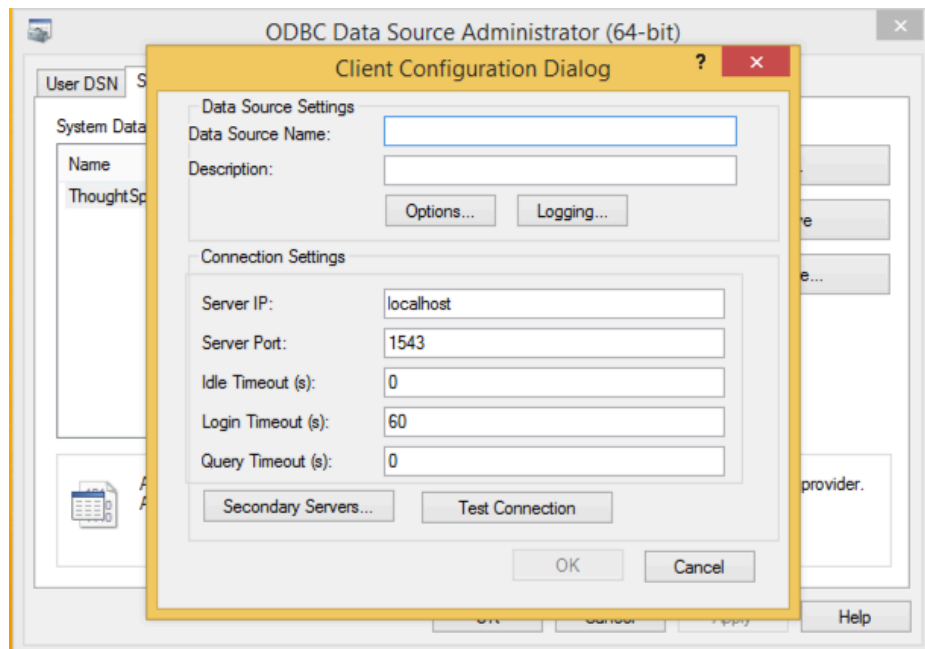 ODBC Data Source Administrator (64-bit)
Client Configuration Dialog ?
User DSN S
Data Source Settings
System Data
Data Source Name:
Name
Description:
ThoughtSp
Options... Logging...
Connection Settings
Server IP: localhost
Server Port: 1543
Idle Timeout (s): 0
Login Timeout (s): 60
Query Timeout (s): 0
provider.
Secondary Servers... Test Connection
OK Cancel
Help